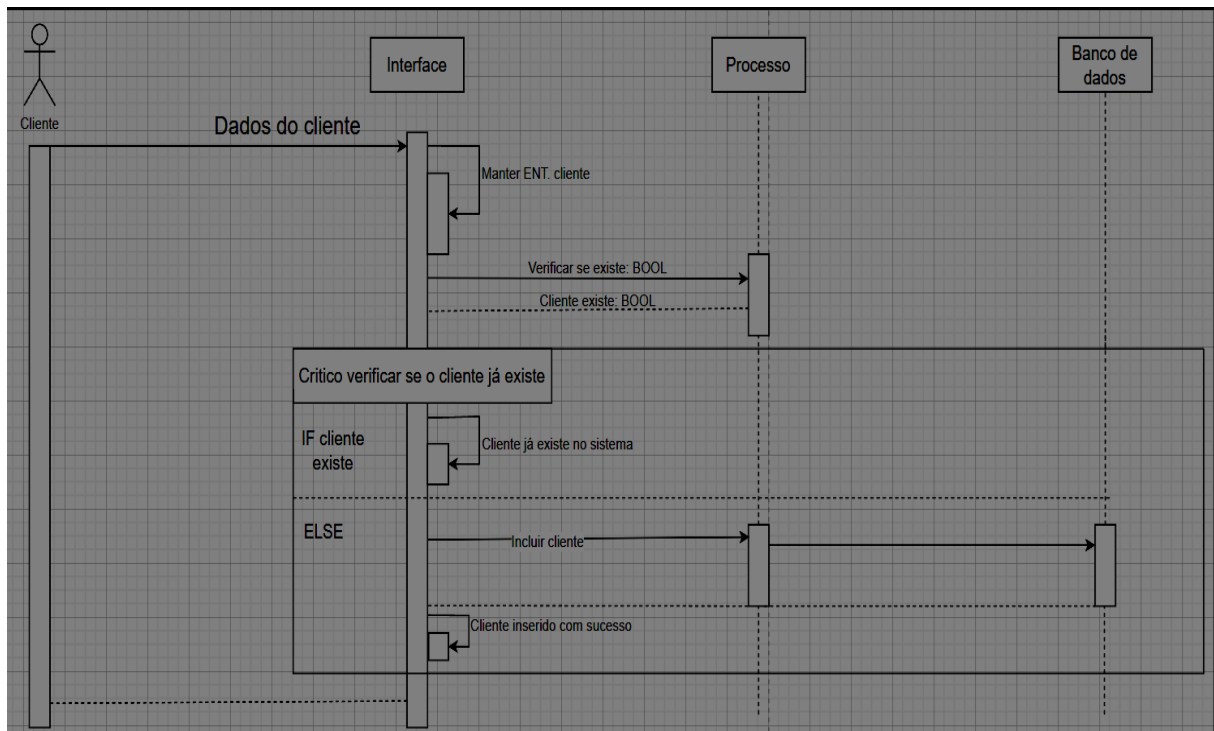 Interface
Processo
Banco de
dados
Cliente
Dados do cliente
Manter ENT. cliente
Verificar se existe: BOOL
Cliente existe: BOOL
Critico verificar se o cliente já existe
IF cliente
existe
Cliente já existe no sistema
ELSE
Incluir cliente
Cliente inserido com sucesso